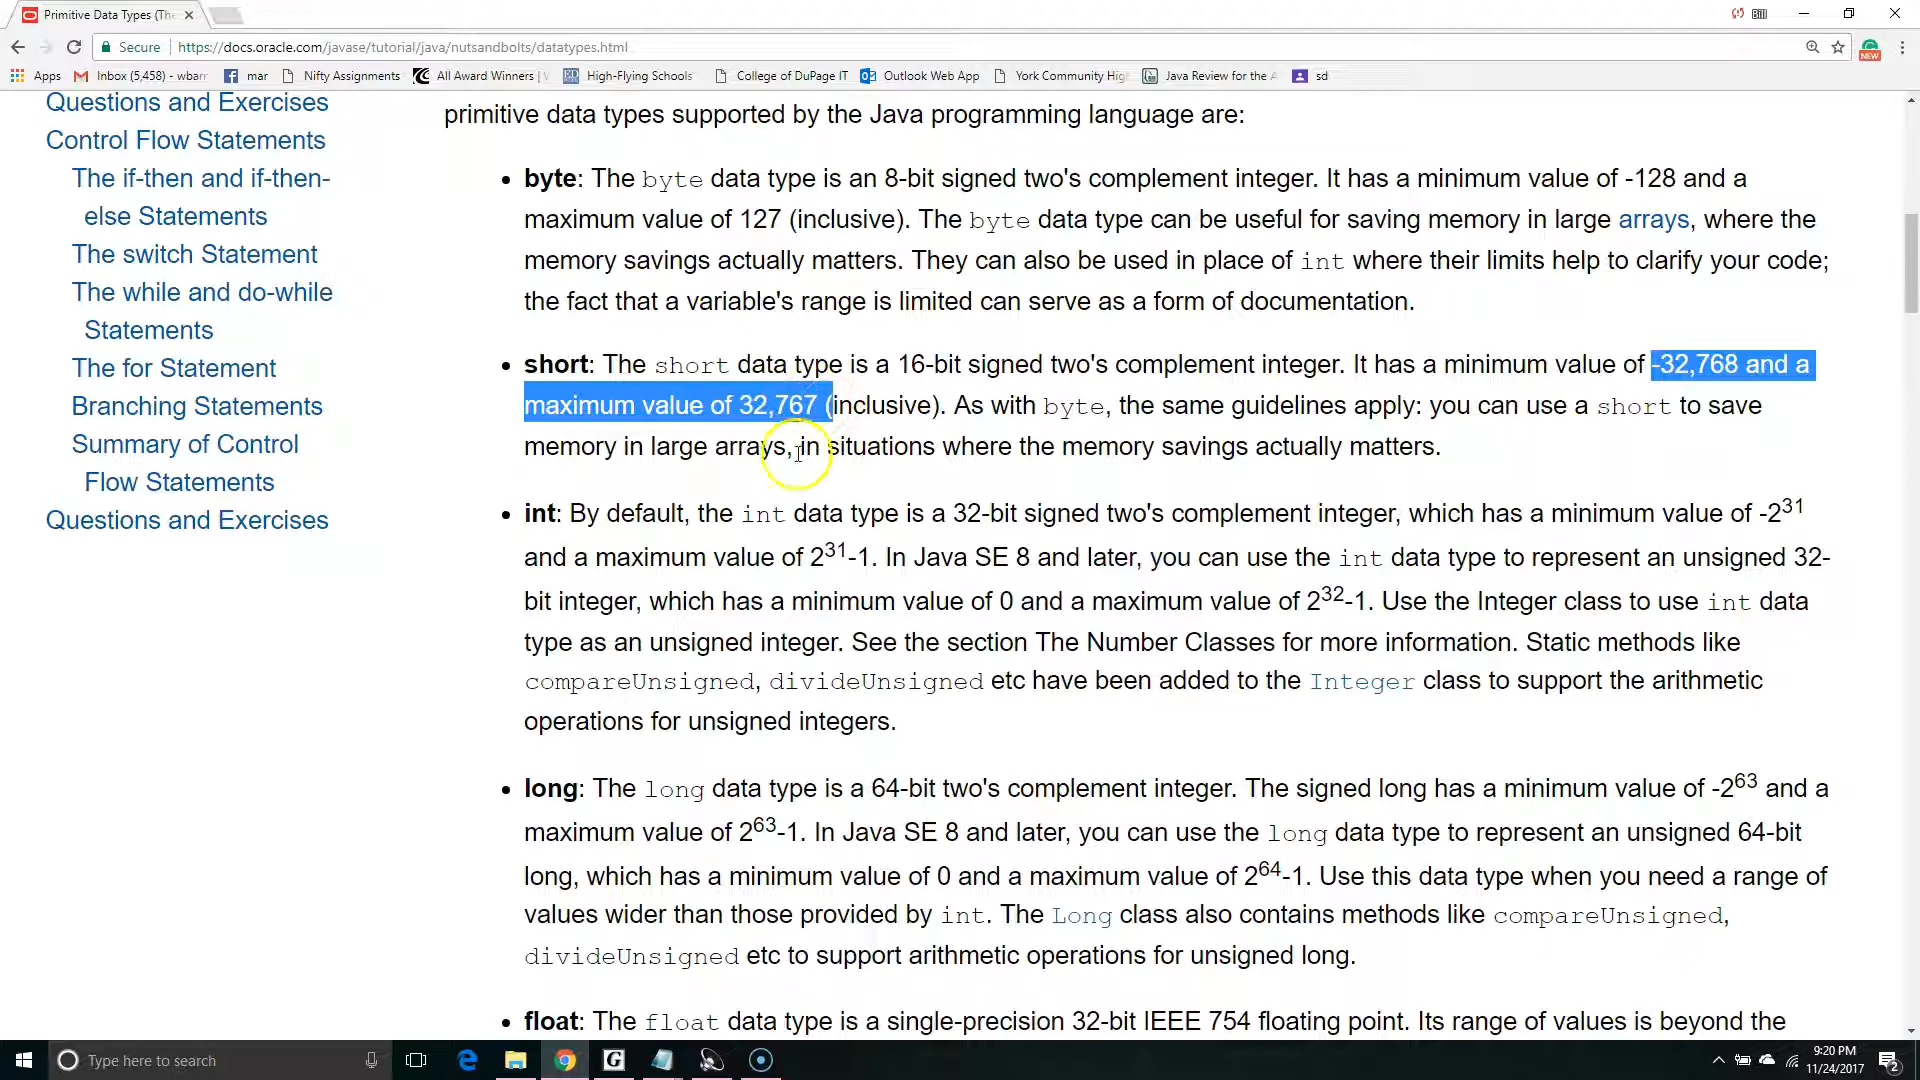 Primitive Data Types (The
Bill
Secure
https://docs.oracle.com/javase/tutorial/java/nutsandbolts/datatypes.html
Apps
Inbox (5,458) - wbarr
mar
Nifty Assignments
All Award Winners |
High-Flying Schools
College of DuPage IT
Outlook Web App
York Community Hig
Java Review for the A
sd
NEW
Questions and Exercises
Control Flow Statements
The if-then and if-then-
else Statements
The switch Statement
The while and do-while
Statements
The for Statement
Branching Statements
Summary of Control
Flow Statements
Questions and Exercises
primitive data types supported by the Java programming language are:
• byte: The byte data type is an 8-bit signed two's complement integer. It has a minimum value of -128 and a
maximum value of 127 (inclusive). The byte data type can be useful for saving memory in large arrays, where the
memory savings actually matters. They can also be used in place of int where their limits help to clarify your code;
the fact that a variable's range is limited can serve as a form of documentation.
• short: The short data type is a 16-bit signed two's complement integer. It has a minimum value of -32,768 and a
maximum value of 32,767 (inclusive). As with byte, the same guidelines apply: you can use a short to save
memory in large arrays, in situations where the memory savings actually matters.
• int: By default, the int data type is a 32-bit signed two's complement integer, which has a minimum value of -2³¹
and a maximum value of 2³¹-1. In Java SE 8 and later, you can use the int data type to represent an unsigned 32-
bit integer, which has a minimum value of 0 and a maximum value of 2³²-1. Use the Integer class to use int data
type as an unsigned integer. See the section The Number Classes for more information. Static methods like
compareUnsigned, divideUnsigned etc have been added to the Integer class to support the arithmetic
operations for unsigned integers.
• long: The long data type is a 64-bit two's complement integer. The signed long has a minimum value of -2⁶³ and a
maximum value of 2⁶³-1. In Java SE 8 and later, you can use the long data type to represent an unsigned 64-bit
long, which has a minimum value of 0 and a maximum value of 2⁶⁴-1. Use this data type when you need a range of
values wider than those provided by int. The Long class also contains methods like compareUnsigned,
divideUnsigned etc to support arithmetic operations for unsigned long.
• float: The float data type is a single-precision 32-bit IEEE 754 floating point. Its range of values is beyond the
Type here to search
9:20 PM
11/24/2017
2